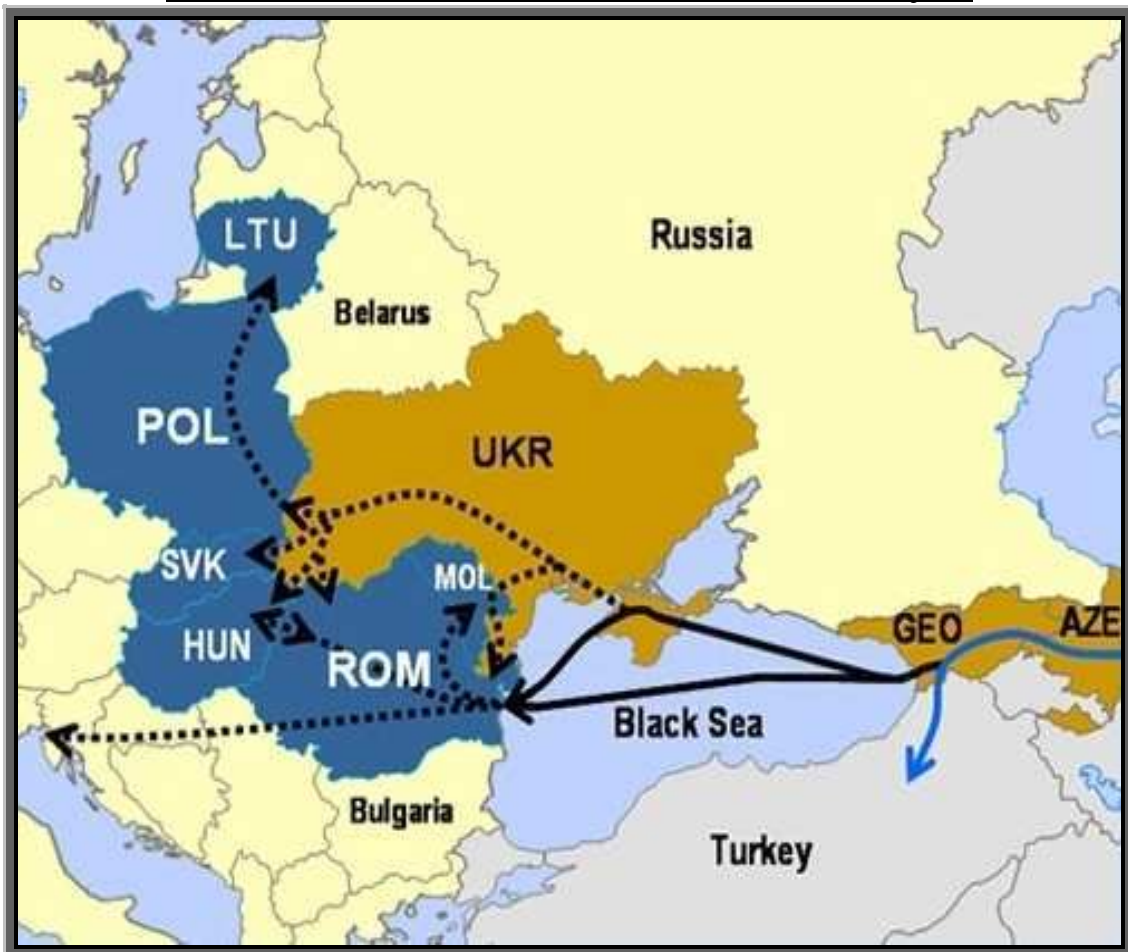 LTU
Russia
Belarus
POL
UKR
SVK
MOL
HUN
ROM
GEO
AZE
Black Sea
Bulgaria
Turkey